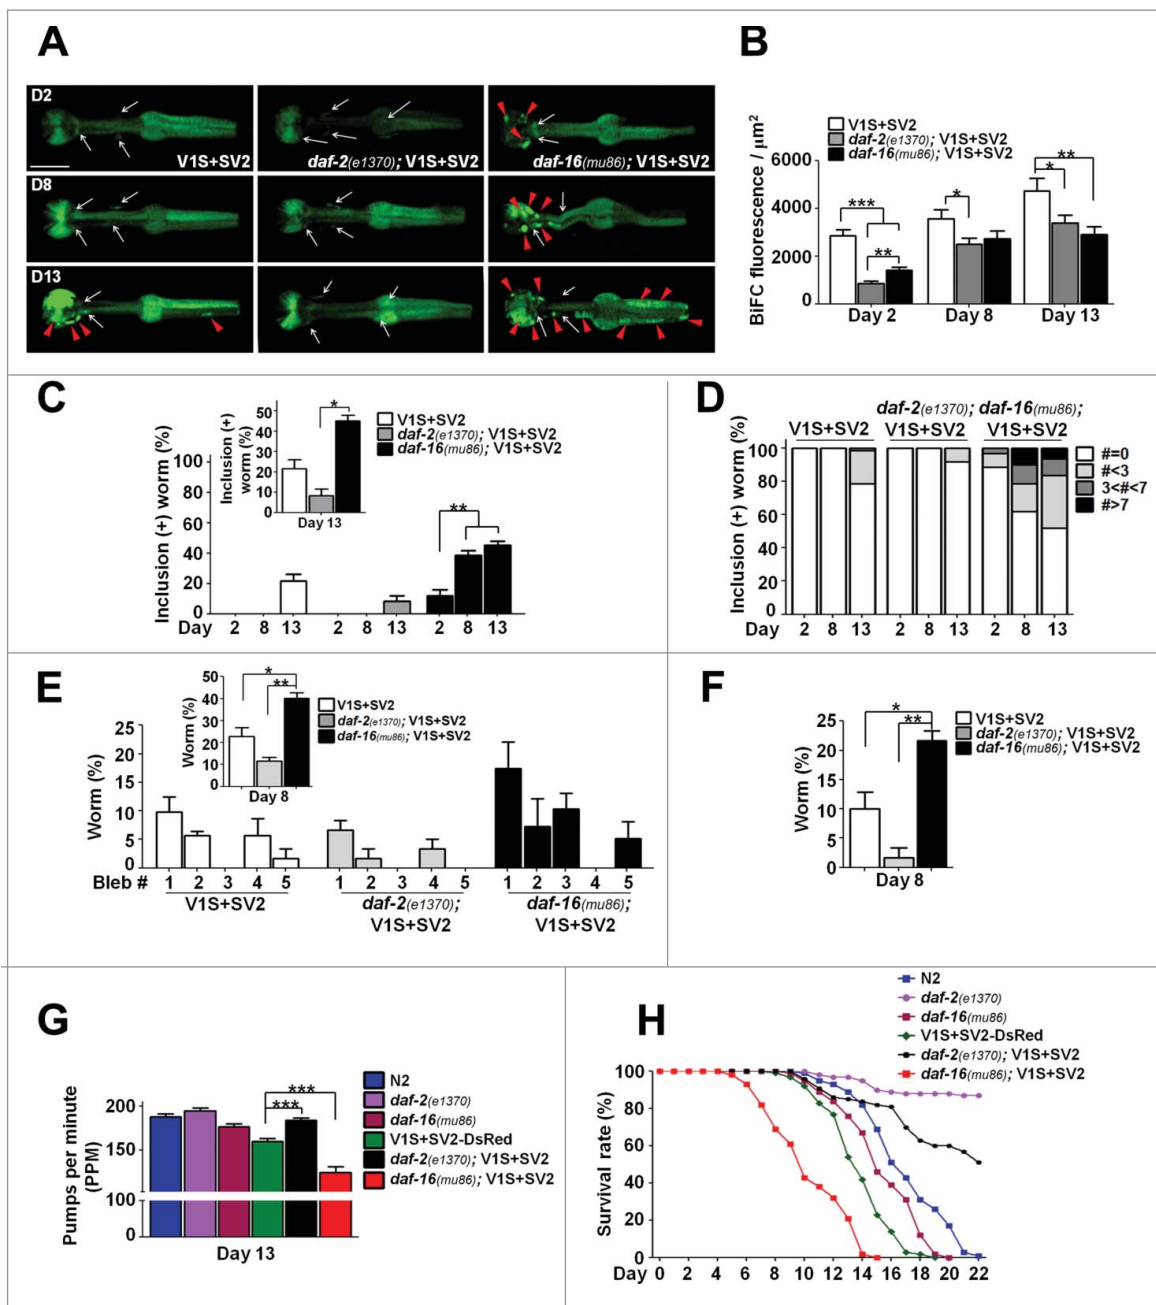 A
D2
V1S+SV2
daf-2(e1370); V1S+SV2
daf-16(mu86); V1S+SV2
D8
D13
B
V1S+SV2
daf-2(e1370); V1S+SV2
daf-16(mu86); V1S+SV2
BiFC fluorescence / μm2
6000
4000
2000
0
***
**
*
*
**
Day 2
Day 8
Day 13
C
Inclusion (+) worm (%)
100
80
60
40
20
0
Inclusion (+)
worm (%)
50
40
30
20
10
0
*
Day 13
V1S+SV2
daf-2(e1370); V1S+SV2
daf-16(mu86); V1S+SV2
**
Day 2 8 13 2 8 13 2 8 13
D
daf-2(e1370); daf-16(mu86);
V1S+SV2 V1S+SV2 V1S+SV2
Inclusion (+) worm (%)
100
80
60
40
20
0
#=0
#<3
3<#<7
#>7
Day 2 8 13 2 8 13 2 8 13
E
Worm (%)
25
20
15
10
5
0
Worm (%)
50
40
30
20
10
0
*
**
Day 8
V1S+SV2
daf-2(e1370); V1S+SV2
daf-16(mu86); V1S+SV2
Bleb # 1 2 3 4 5 1 2 3 4 5 1 2 3 4 5
V1S+SV2
daf-2(e1370);
V1S+SV2
daf-16(mu86);
V1S+SV2
F
Worm (%)
25
20
15
10
5
0
*
**
V1S+SV2
daf-2(e1370); V1S+SV2
daf-16(mu86); V1S+SV2
Day 8
G
Pumps per minute
(PPM)
200
150
100
0
***
***
N2
daf-2(e1370)
daf-16(mu86)
V1S+SV2-DsRed
daf-2(e1370); V1S+SV2
daf-16(mu86); V1S+SV2
Day 13
H
N2
daf-2(e1370)
daf-16(mu86)
V1S+SV2-DsRed
daf-2(e1370); V1S+SV2
daf-16(mu86); V1S+SV2
Survival rate (%)
100
80
60
40
20
0
Day 0 2 4 6 8 10 12 14 16 18 20 22